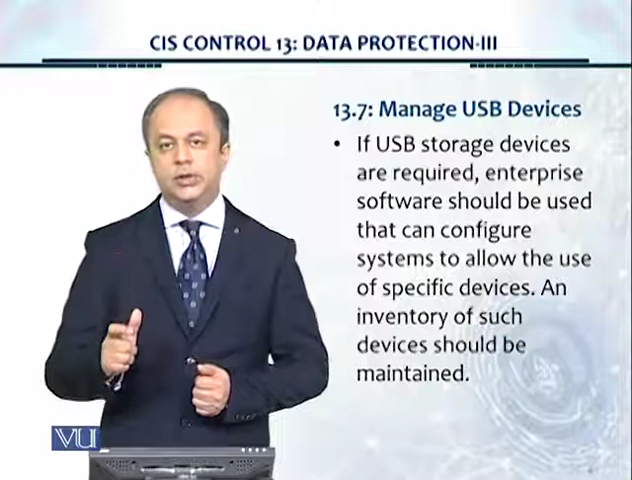 CIS CONTROL 13: DATA PROTECTION-III
13.7: Manage USB Devices
• If USB storage devices
are required, enterprise
software should be used
that can configure
systems to allow the use
of specific devices. An
inventory of such
devices should be
maintained.
VU